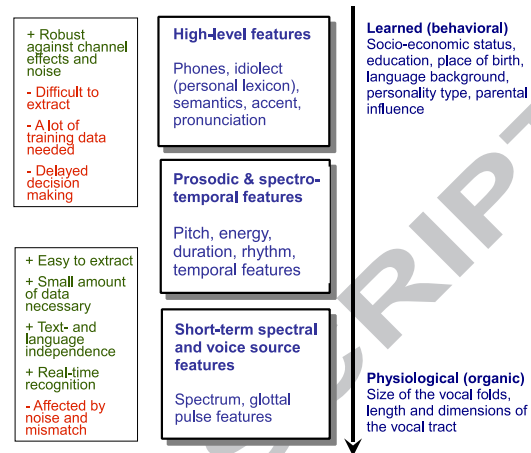 + Robust
against channel
effects and
noise
- Difficult to
extract
- A lot of
training data
needed
- Delayed
decision
making
High-level features
Phones, idiolect
(personal lexicon),
semantics, accent,
pronunciation
Learned (behavioral)
Socio-economic status,
education, place of birth,
language background,
personality type, parental
influence
Prosodic & spectro-
temporal features
Pitch, energy,
duration, rhythm,
temporal features
+ Easy to extract
+ Small amount
of data
necessary
+ Text- and
language
independence
+ Real-time
recognition
- Affected by
noise and
mismatch
Short-term spectral
and voice source
features
Spectrum, glottal
pulse features
Physiological (organic)
Size of the vocal folds,
length and dimensions of
the vocal tract
SCRIPT